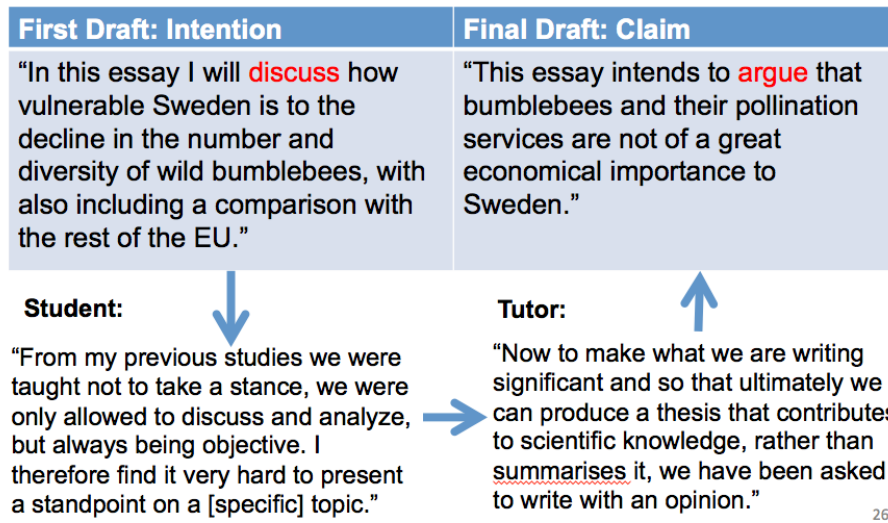 First Draft: Intention
“In this essay I will discuss how
vulnerable Sweden is to the
decline in the number and
diversity of wild bumblebees, with
also including a comparison with
the rest of the EU.”
Final Draft: Claim
“This essay intends to argue that
bumblebees and their pollination
services are not of a great
economical importance to
Sweden.”
Student:
“From my previous studies we were
taught not to take a stance, we were
only allowed to discuss and analyze,
but always being objective. I
therefore find it very hard to present
a standpoint on a [specific] topic.”
Tutor:
“Now to make what we are writing
significant and so that ultimately we
can produce a thesis that contributes
to scientific knowledge, rather than
summarises it, we have been asked
to write with an opinion.”
26